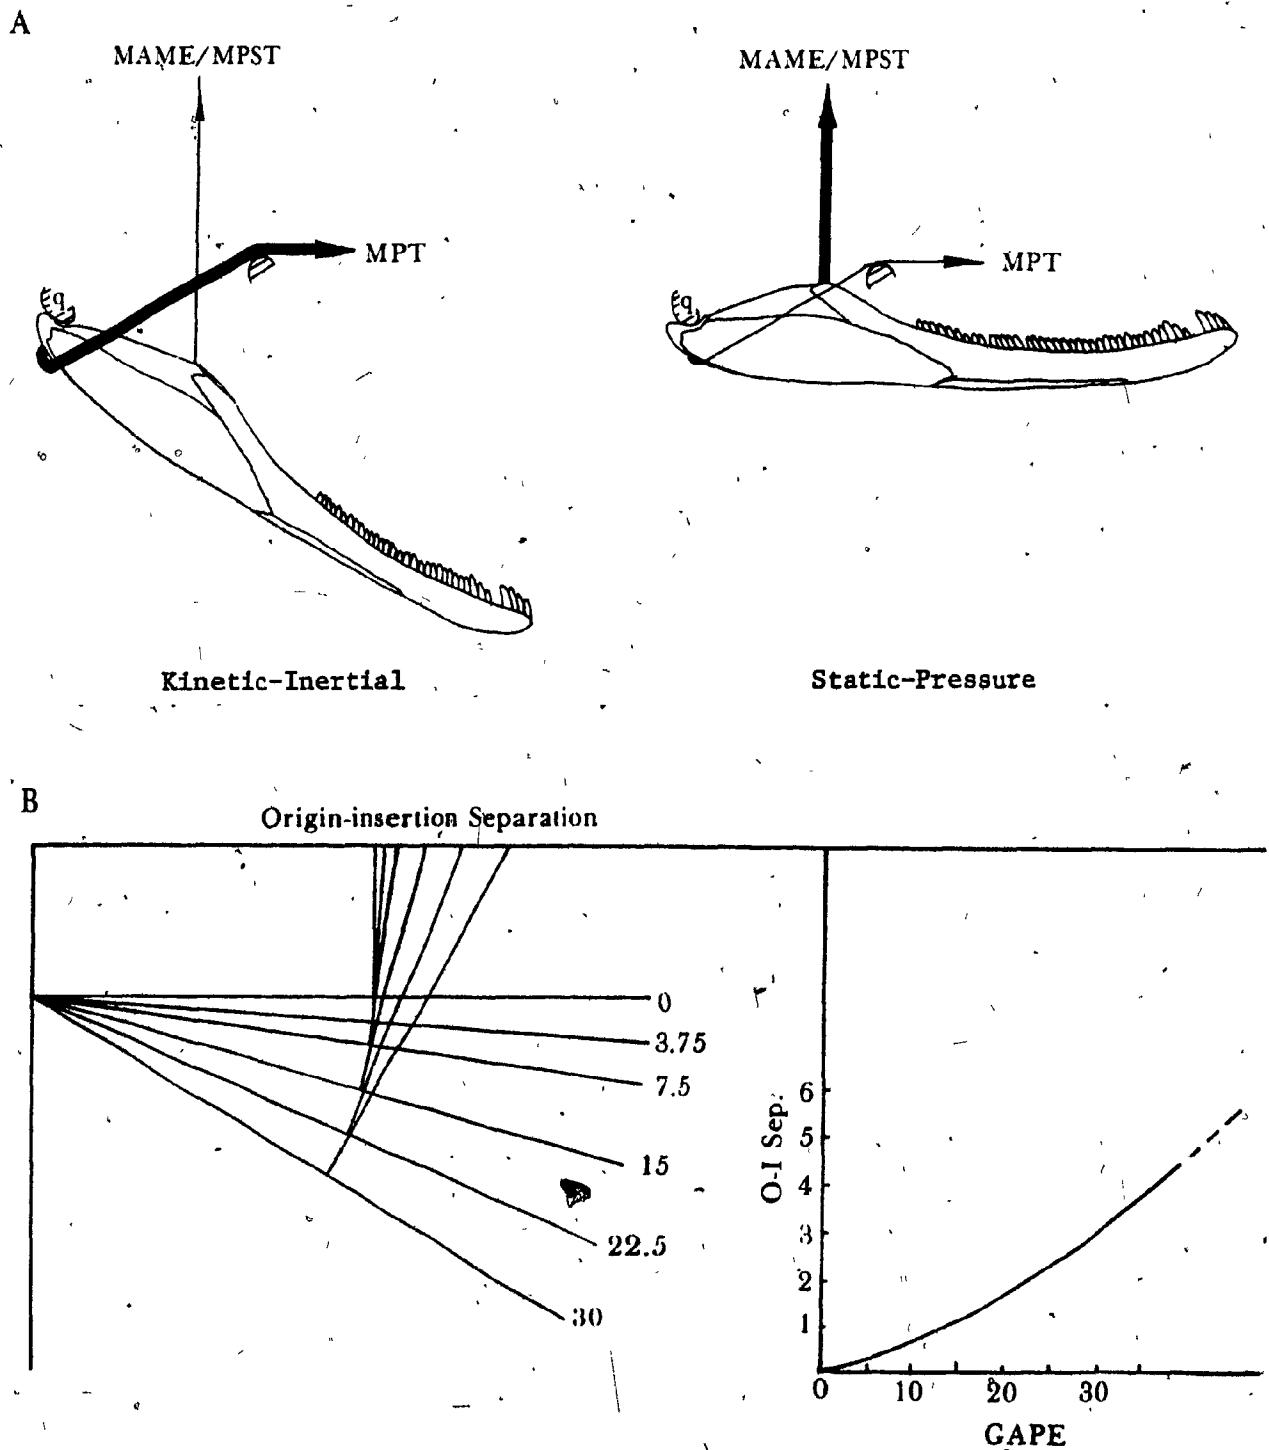 A
MAME/MPST
MPT
q
Kinetic-Inertial
MAME/MPST
MPT
q
Static-Pressure
B
Origin-insertion Separation
0
3.75
7.5
15
22.5
30
O-I Sep.
6
5
4
3
2
1
0 10 20 30
GAPE